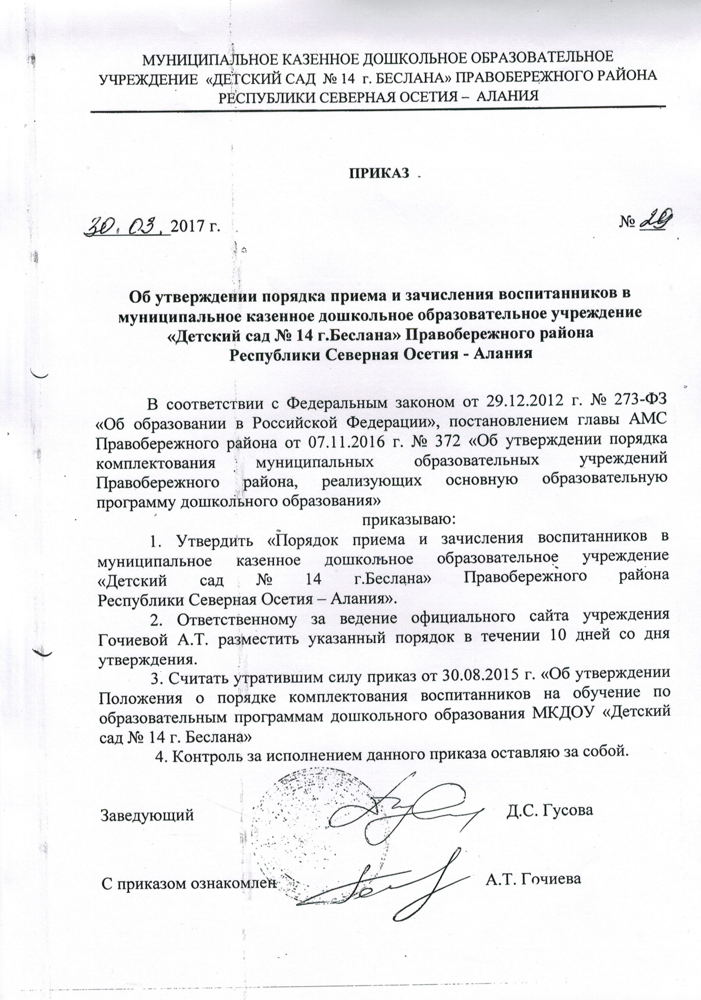 МУНИЦИПАЛЬНОЕ КАЗЕННОЕ ДОШКОЛЬНОЕ ОБРАЗОВАТЕЛЬНОЕ
УЧРЕЖДЕНИЕ «ДЕТСКИЙ САД № 14 г. БЕСЛАНА» ПРАВОБЕРЕЖНОГО РАЙОНА
РЕСПУБЛИКИ СЕВЕРНАЯ ОСЕТИЯ – АЛАНИЯ
ПРИКАЗ
30.03. 2017 г. № 29
Об утверждении порядка приема и зачисления воспитанников в
муниципальное казенное дошкольное образовательное учреждение
«Детский сад № 14 г.Беслана» Правобережного района
Республики Северная Осетия - Алания
В соответствии с Федеральным законом от 29.12.2012 г. № 273-ФЗ
«Об образовании в Российской Федерации», постановлением главы АМС
Правобережного района от 07.11.2016 г. № 372 «Об утверждении порядка
комплектования муниципальных образовательных учреждений
Правобережного района, реализующих основную образовательную
программу дошкольного образования»
приказываю:
1. Утвердить «Порядок приема и зачисления воспитанников в
муниципальное казенное дошкольное образовательное учреждение
«Детский сад № 14 г.Беслана» Правобережного района
Республики Северная Осетия – Алания».
2. Ответственному за ведение официального сайта учреждения
Гочиевой А.Т. разместить указанный порядок в течении 10 дней со дня
утверждения.
3. Считать утратившим силу приказ от 30.08.2015 г. «Об утверждении
Положения о порядке комплектования воспитанников на обучение по
образовательным программам дошкольного образования МКДОУ «Детский
сад № 14 г. Беслана»
4. Контроль за исполнением данного приказа оставляю за собой.
Заведующий Д.С. Гусова
С приказом ознакомлен А.Т. Гочиева